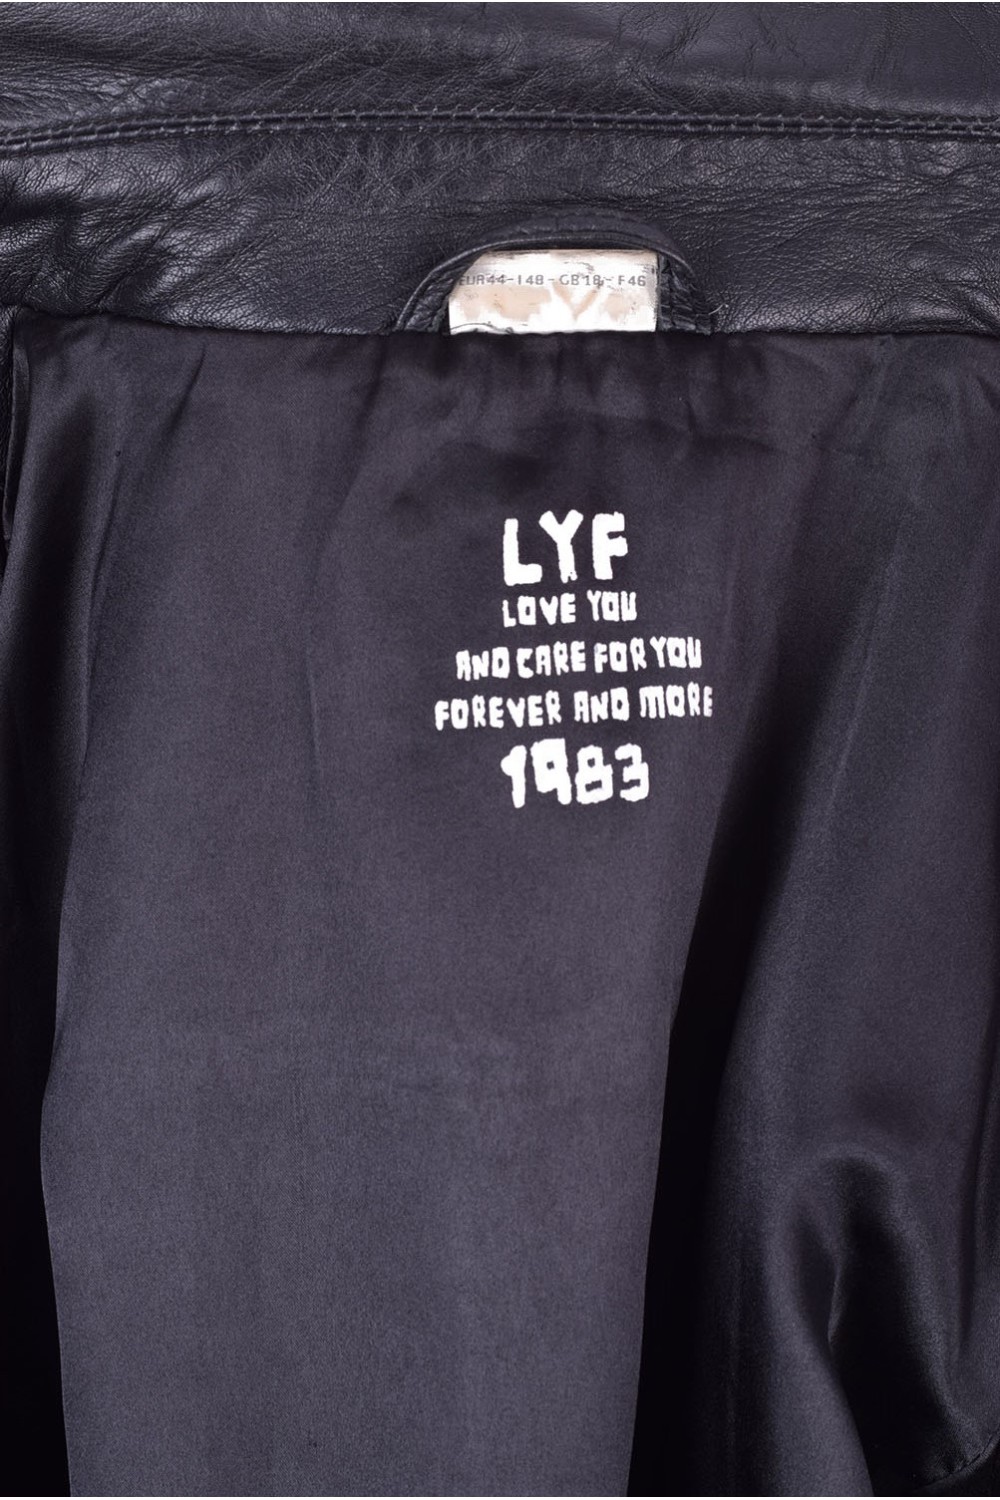 EUR44-I48-GB18-F46
LYF
LOVE YOU
AND CARE FOR YOU
FOREVER AND MORE
1983